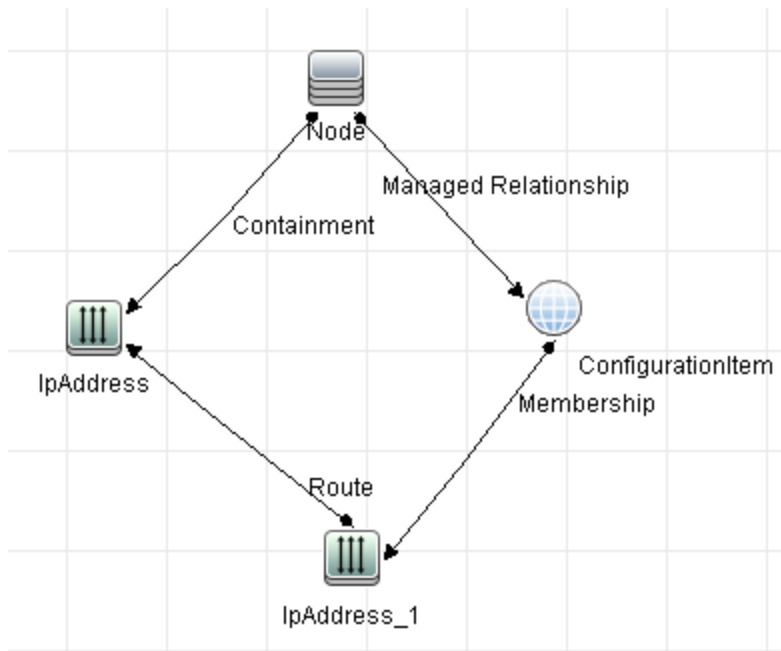 Node
Managed Relationship
Containment
ConfigurationItem
IpAddress
Membership
Route
IpAddress_1